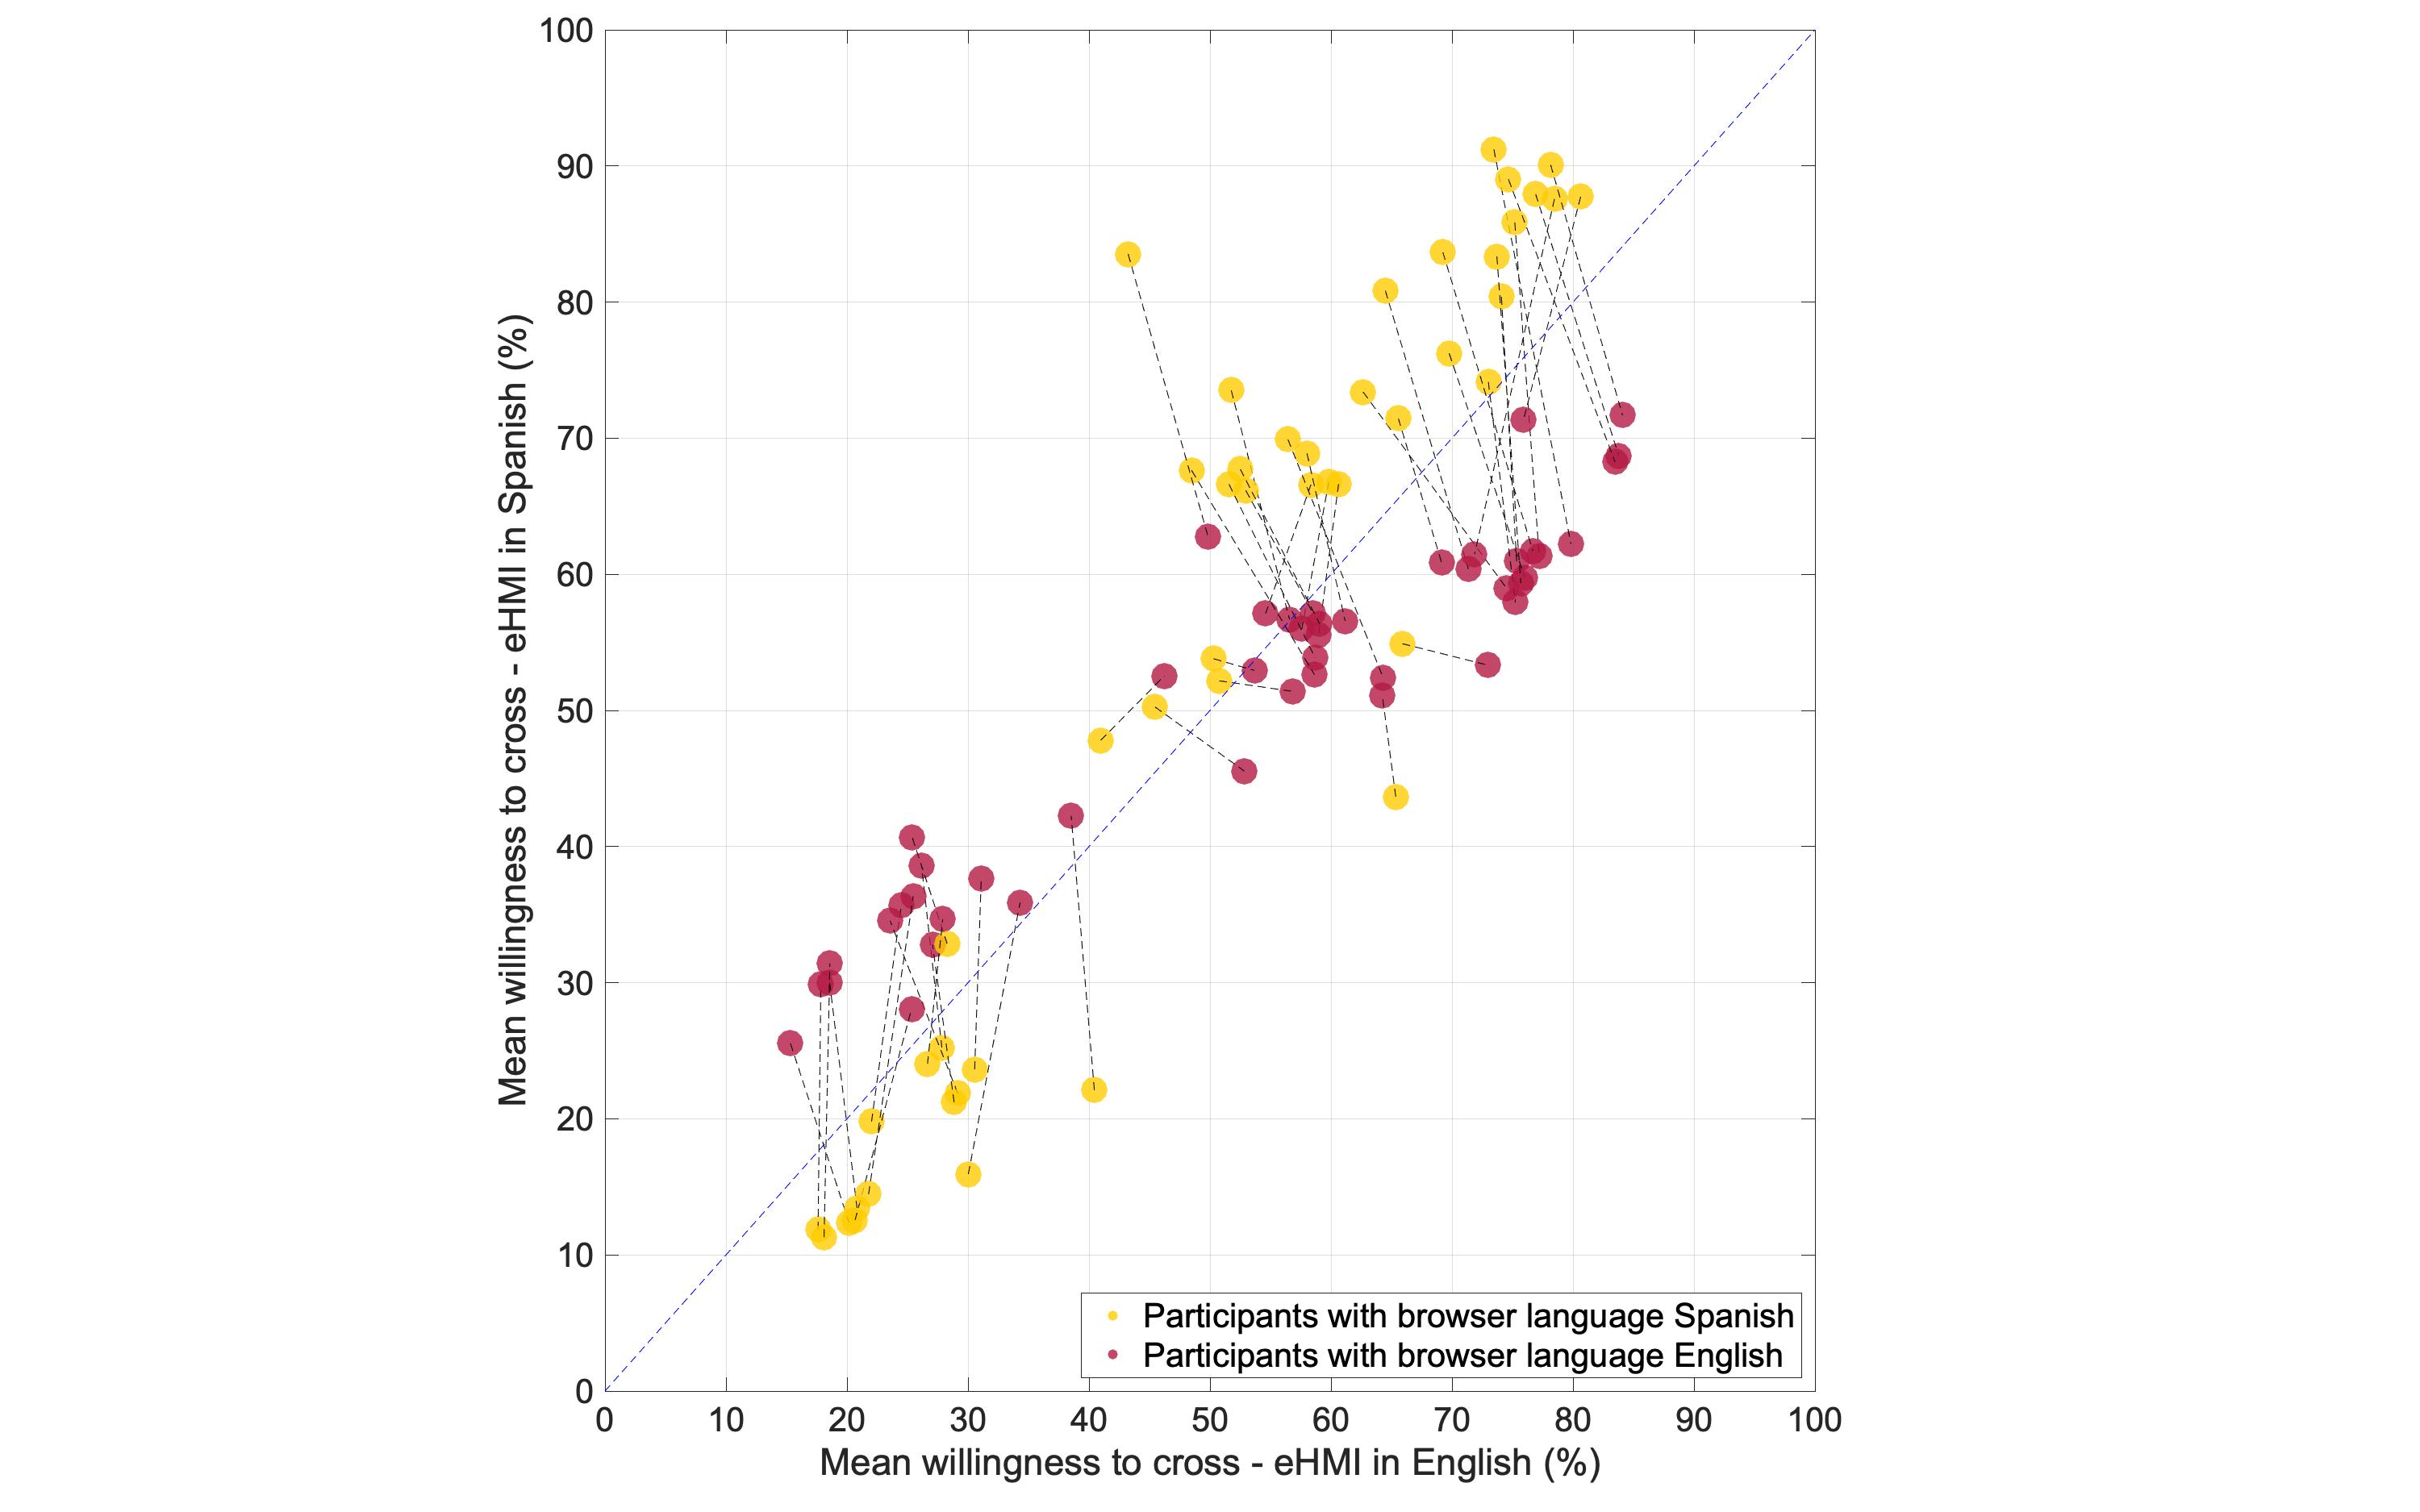 100
90
80
70
60
50
40
30
20
10
0
Mean willingness to cross - eHMI in Spanish (%)
Participants with browser language Spanish
Participants with browser language English
0 10 20 30 40 50 60 70 80 90 100
Mean willingness to cross - eHMI in English (%)